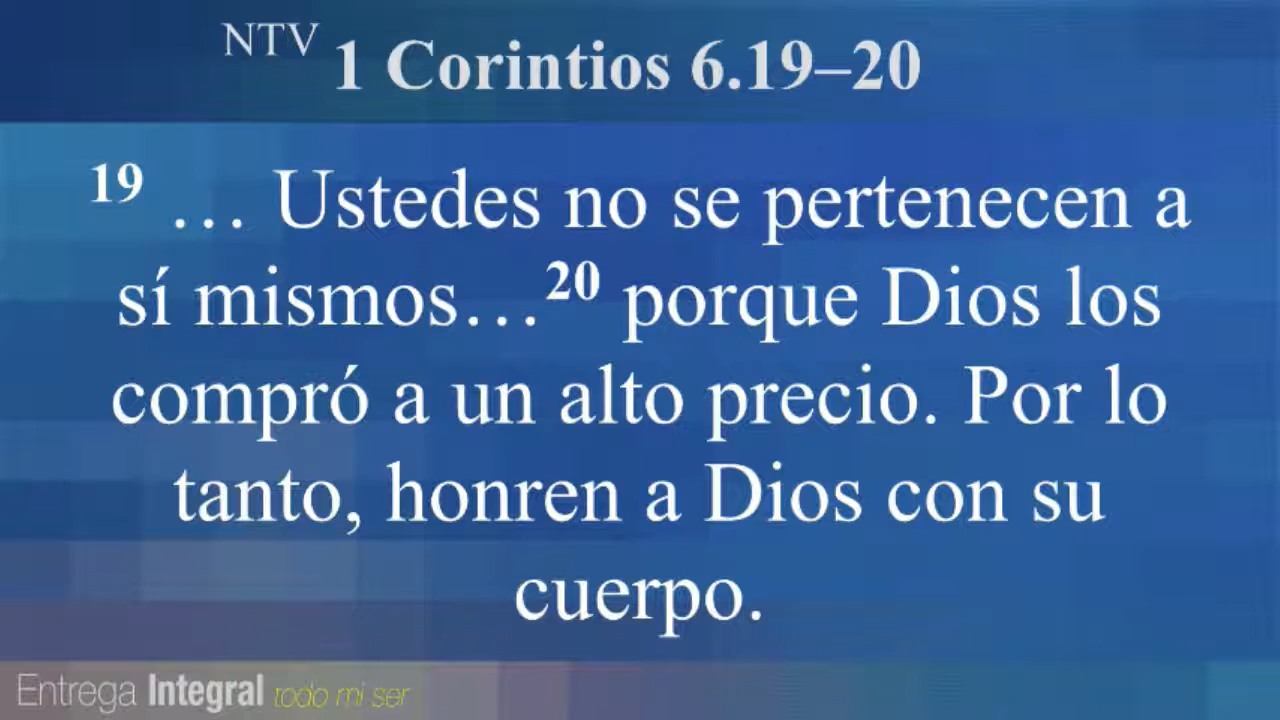 NTV 1 Corintios 6.19–20
19 … Ustedes no se pertenecen a
sí mismos…20 porque Dios los
compró a un alto precio. Por lo
tanto, honren a Dios con su
cuerpo.
Entrega Integral todo mi ser